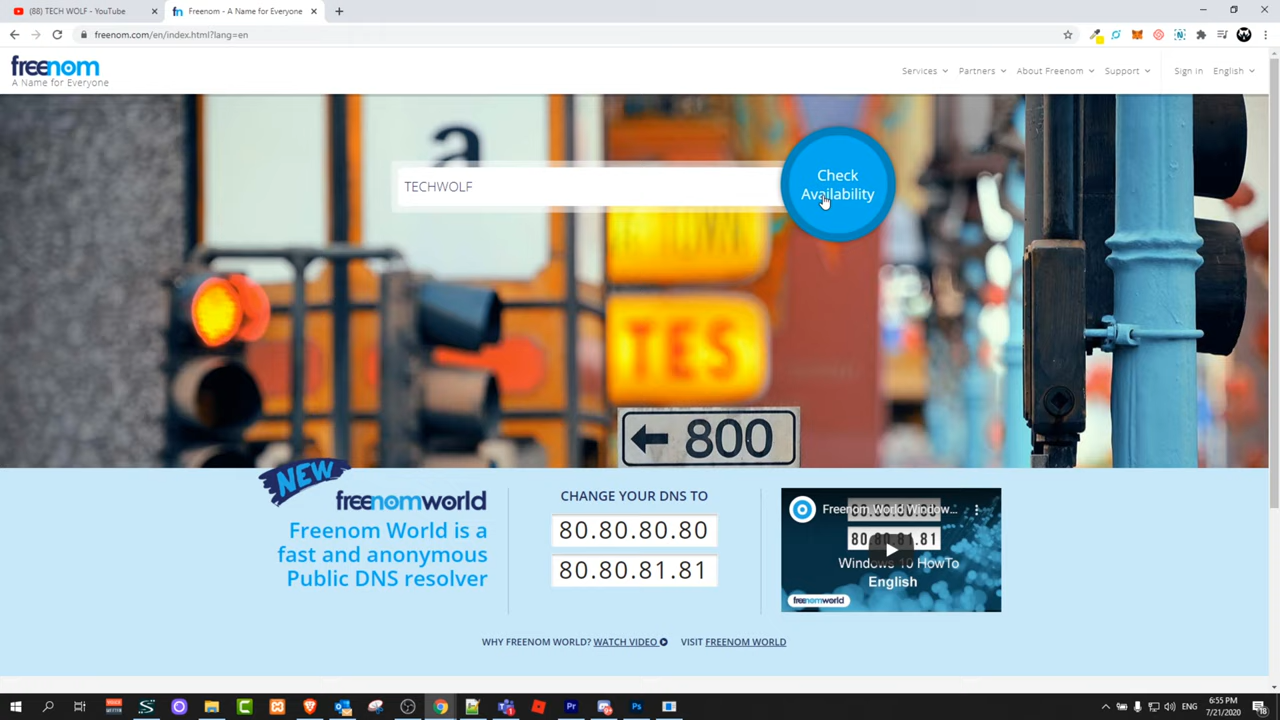 (88) TECH WOLF - YouTube
Freenom - A Name for Everyone
freenom.com/en/index.html?lang=en
freenom
A Name for Everyone
Services
Partners
About Freenom
Support
Sign in
English
a
TECHWOLF
Check
Availability
TES
800
NEW
freenomworld
Freenom World is a
fast and anonymous
Public DNS resolver
CHANGE YOUR DNS TO
80.80.80.80
80.80.81.81
Freenom World Window...
80.80.81.81
Windows 10 HowTo
English
freenomworld
WHY FREENOM WORLD? WATCH VIDEO
VISIT FREENOM WORLD
ENG
6:55 PM
7/21/2020
18